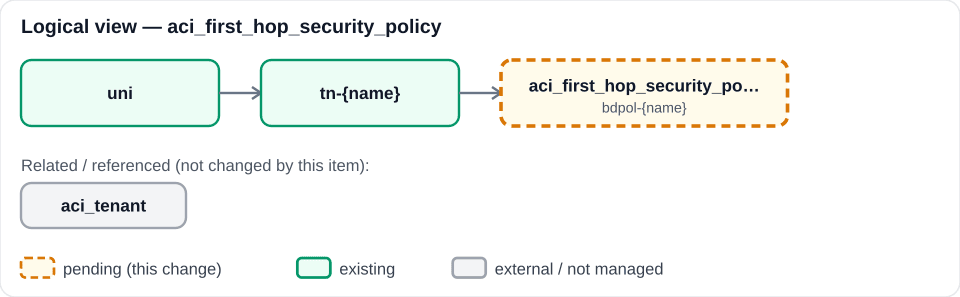 Logical view — aci_first_hop_security_policy
uni
tn-{name}
aci_first_hop_security_po…
bdpol-{name}
Related / referenced (not changed by this item):
aci_tenant
pending (this change)
existing
external / not managed